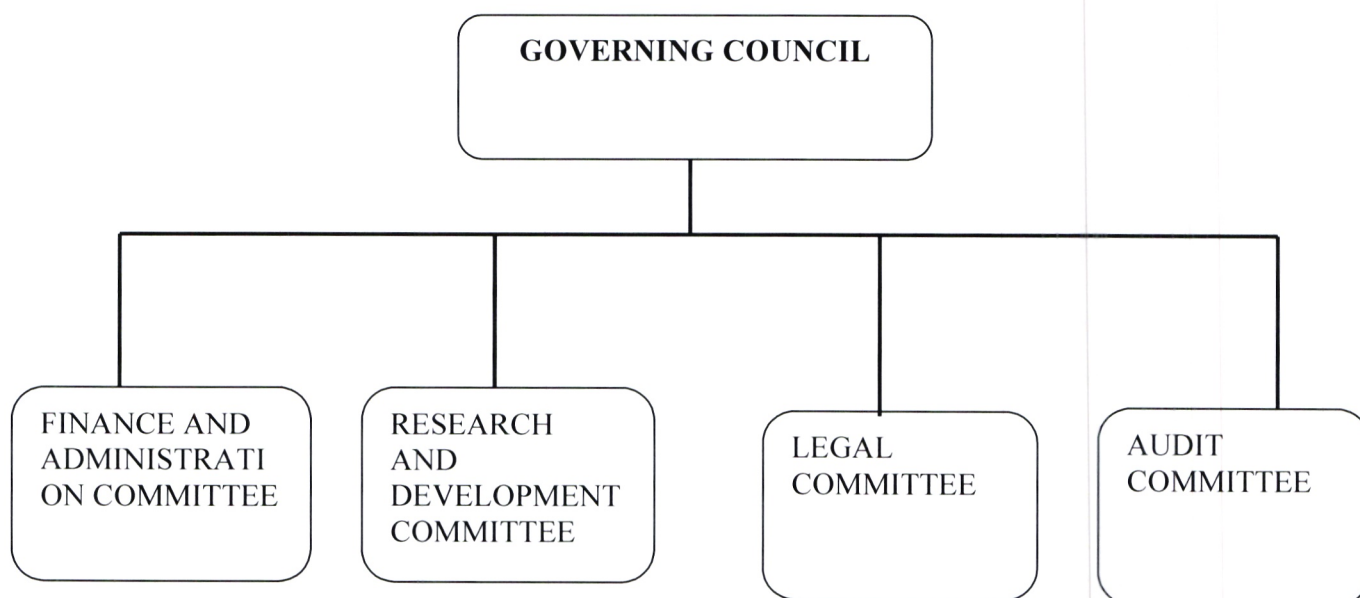 GOVERNING COUNCIL
FINANCE AND
ADMINISTRATI
ON COMMITTEE
RESEARCH
AND
DEVELOPMENT
COMMITTEE
LEGAL
COMMITTEE
AUDIT
COMMITTEE